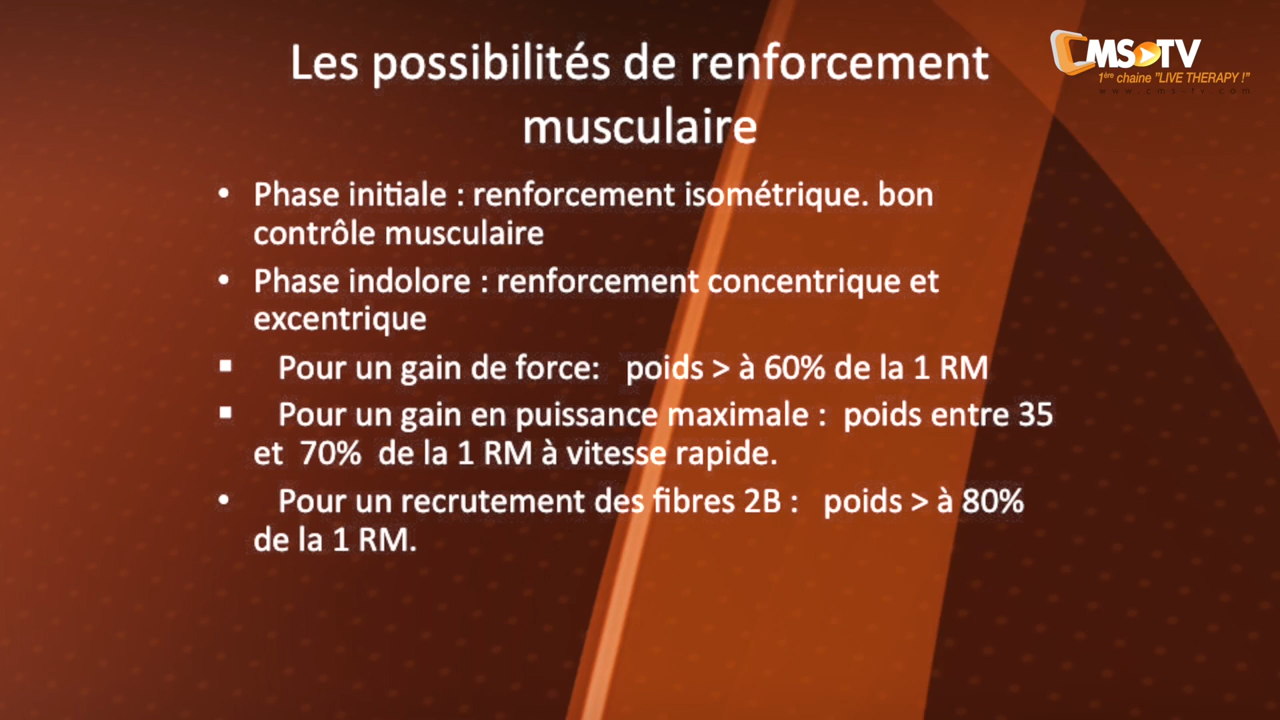 CMS TV
1ère chaine "LIVE THERAPY !"
www.cms-tv.com
Les possibilités de renforcement
musculaire
• Phase initiale : renforcement isométrique. bon
contrôle musculaire
• Phase indolore : renforcement concentrique et
excentrique
▪ Pour un gain de force: poids > à 60% de la 1 RM
▪ Pour un gain en puissance maximale : poids entre 35
et 70% de la 1 RM à vitesse rapide.
• Pour un recrutement des fibres 2B : poids > à 80%
de la 1 RM.